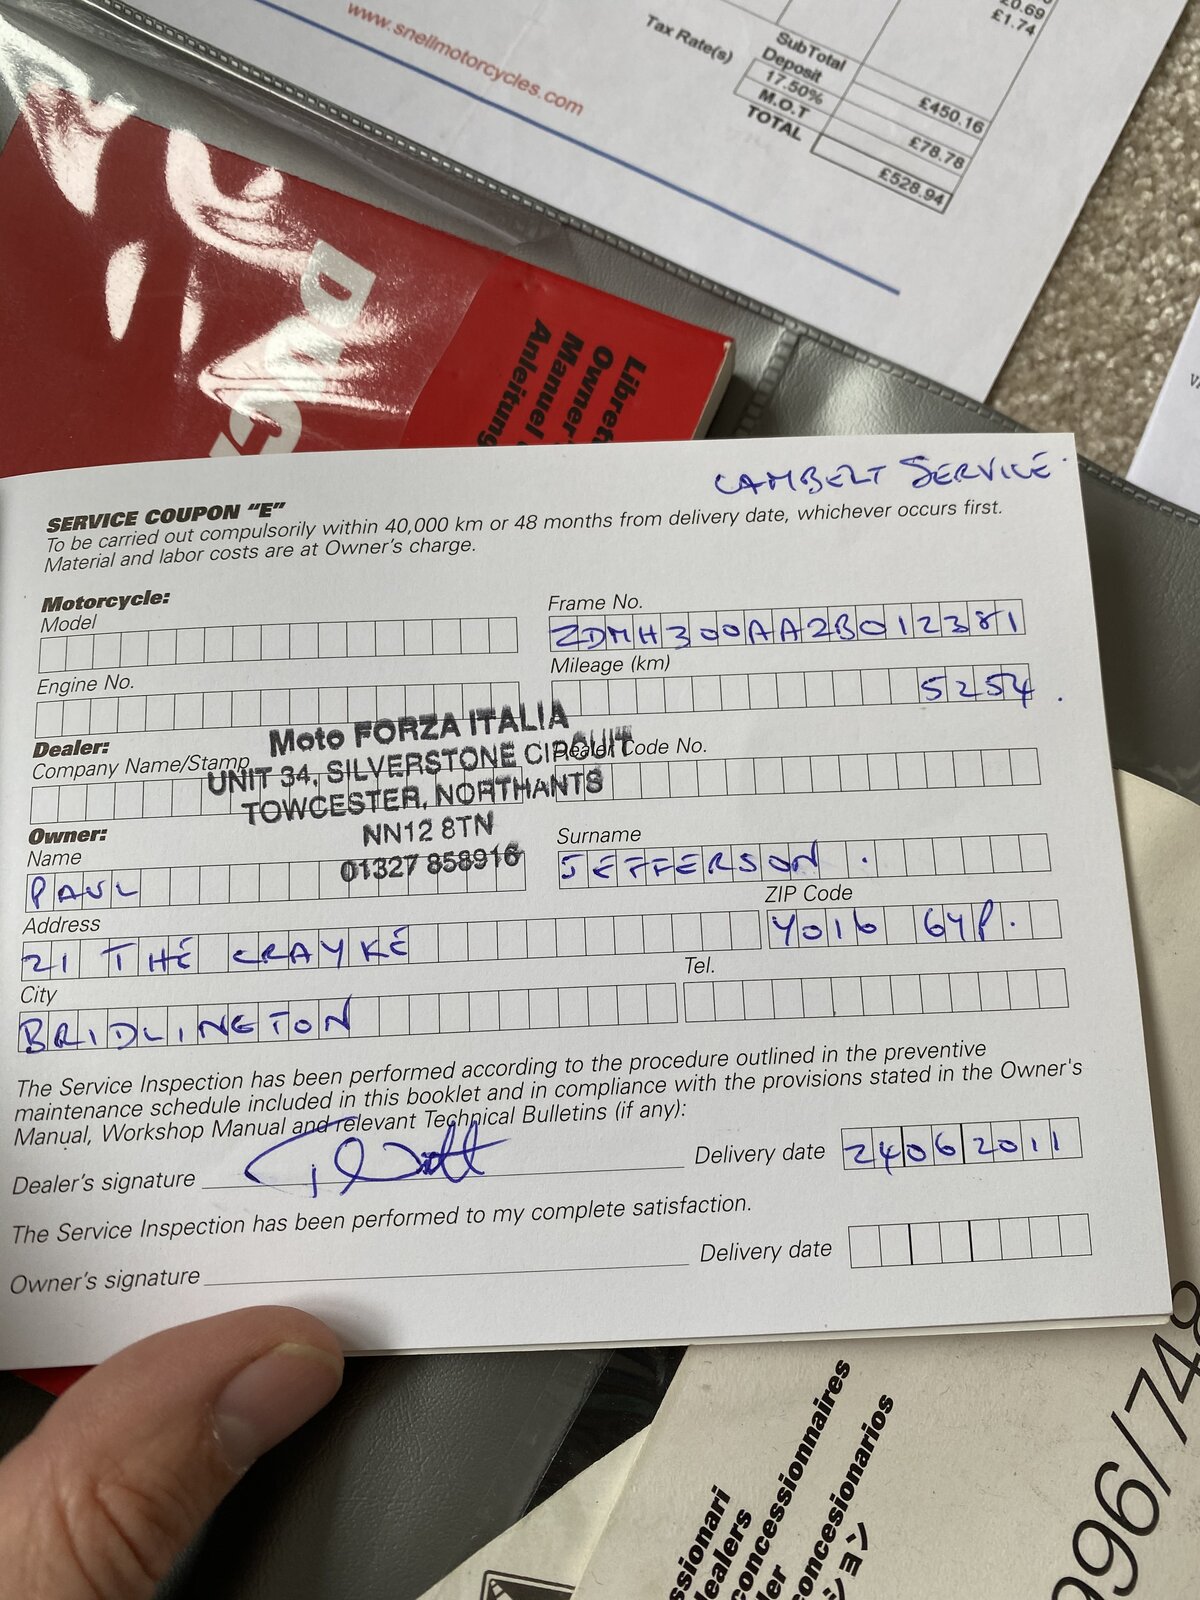 £0.69
£1.74
www.snellmotorcycles.com
Tax Rate(s)
SubTotal
Deposit
17.50%
M.O.T
TOTAL
£450.16
£78.78
£528.94
Manuel
Anleitung
CAMBELT SERVICE
SERVICE COUPON “E”
To be carried out compulsorily within 40,000 km or 48 months from delivery date, whichever occurs first.
Material and labor costs are at Owner's charge.
Motorcycle:
Model
Frame No.
ZDMH300AA2B012381
Engine No.
Mileage (km)
5254
Dealer:
Company Name/Stamp
Dealer Code No.
Moto FORZA ITALIA
UNIT 34, SILVERSTONE CIRCUIT
TOWCESTER, NORTHANTS
NN12 8TN
01327 858916
Owner:
Name
PAUL
Surname
JEFFERSON .
Address
21 THE CRAYKE
ZIP Code
YO16 6YP.
City
BRIDLINGTON
Tel.
The Service Inspection has been performed according to the procedure outlined in the preventive
maintenance schedule included in this booklet and in compliance with the provisions stated in the Owner's
Manual, Workshop Manual and relevant Technical Bulletins (if any):
Dealer's signature
Delivery date
24062011
The Service Inspection has been performed to my complete satisfaction.
Owner's signature
Delivery date
concessionnaires
concesionarios
996/748